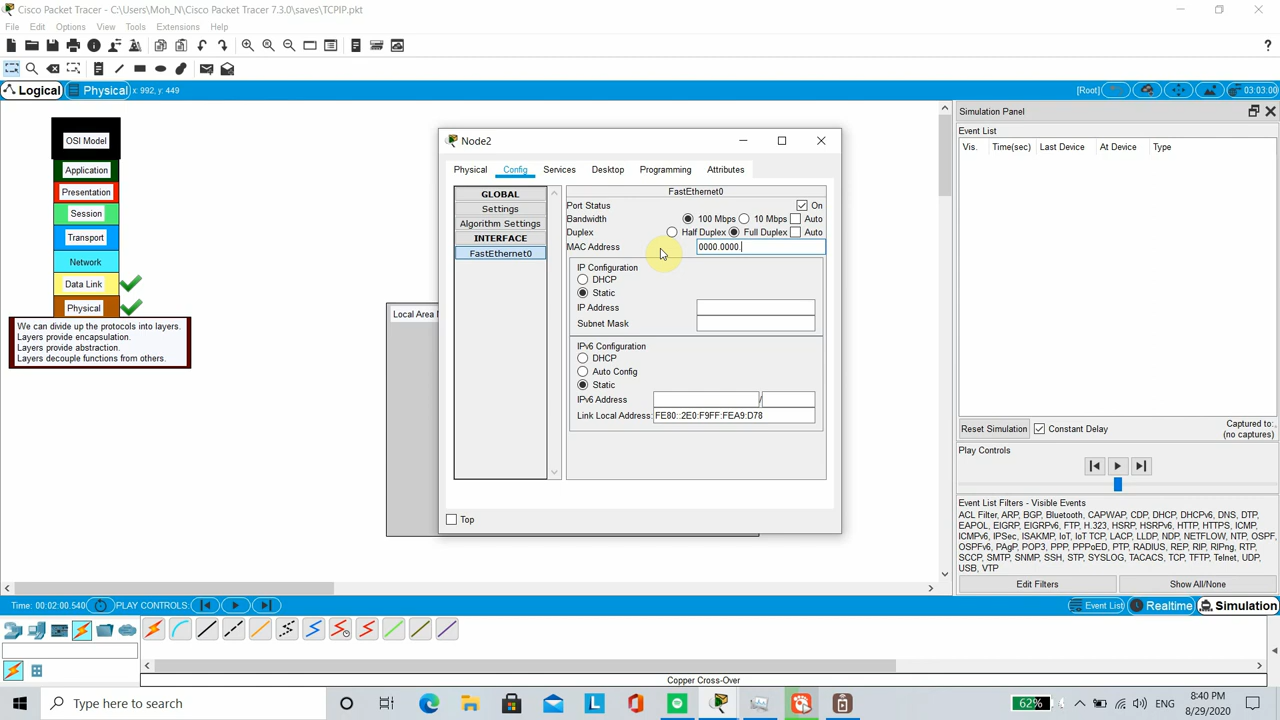 Cisco Packet Tracer - C:\Users\Moh_N\Cisco Packet Tracer 7.3.0\saves\TCPIP.pkt
File Edit Options View Tools Extensions Help
Logical Physical x: 992, y: 449 [Root] 03:03:00
OSI Model
Application
Presentation
Session
Transport
Network
Data Link
Physical
We can divide up the protocols into layers.
Layers provide encapsulation.
Layers provide abstraction.
Layers decouple functions from others.
Local Area
Node2
Physical Config Services Desktop Programming Attributes
GLOBAL
Settings
Algorithm Settings
INTERFACE
FastEthernet0
FastEthernet0
Port Status On
Bandwidth 100 Mbps 10 Mbps Auto
Duplex Half Duplex Full Duplex Auto
MAC Address 0000.0000.
IP Configuration
DHCP
Static
IP Address
Subnet Mask
IPv6 Configuration
DHCP
Auto Config
Static
IPv6 Address /
Link Local Address: FE80::2E0:F9FF:FEA9:D78
Top
Simulation Panel
Event List
Vis. Time(sec) Last Device At Device Type
Reset Simulation Constant Delay Captured to:
(no captures)
Play Controls
Event List Filters - Visible Events
ACL Filter, ARP, BGP, Bluetooth, CAPWAP, CDP, DHCP, DHCPv6, DNS, DTP,
EAPOL, EIGRP, EIGRPv6, FTP, H.323, HSRP, HSRPv6, HTTP, HTTPS, ICMP,
ICMPv6, IPSec, ISAKMP, IoT, IoT TCP, LACP, LLDP, NDP, NETFLOW, NTP, OSPF,
OSPFv6, PAgP, POP3, PPP, PPPoED, PTP, RADIUS, REP, RIP, RIPng, RTP,
SCCP, SMTP, SNMP, SSH, STP, SYSLOG, TACACS, TCP, TFTP, Telnet, UDP,
USB, VTP
Edit Filters Show All/None
Time: 00:02:00.540 PLAY CONTROLS: Event List Realtime Simulation
Copper Cross-Over
Type here to search
62% ENG 8:40 PM
8/29/2020